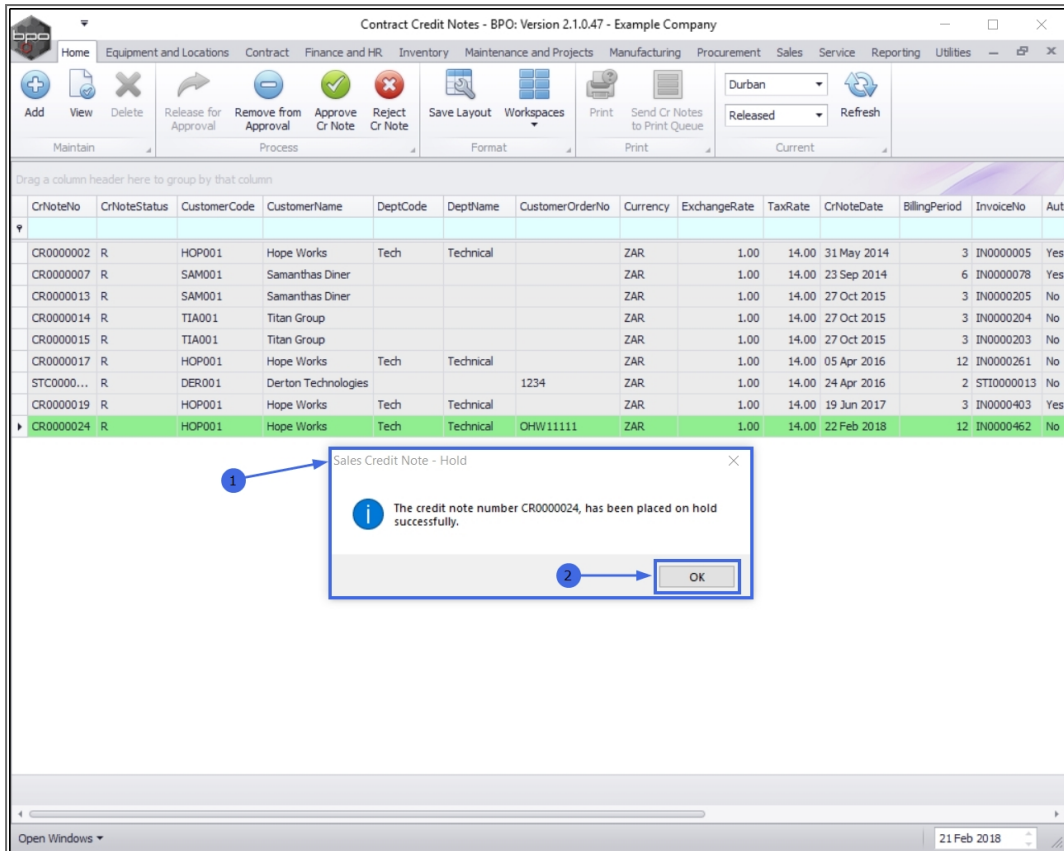 Contract Credit Notes - BPO: Version 2.1.0.47 - Example Company
bpo
Home Equipment and Locations Contract Finance and HR Inventory Maintenance and Projects Manufacturing Procurement Sales Service Reporting Utilities
Add View Delete Release for Approval Remove from Approval Approve Cr Note Reject Cr Note Save Layout Workspaces Print Send Cr Notes to Print Queue Durban Released Refresh
Maintain Process Format Print Current
Drag a column header here to group by that column
CrNoteNo CrNoteStatus CustomerCode CustomerName DeptCode DeptName CustomerOrderNo Currency ExchangeRate TaxRate CrNoteDate BillingPeriod InvoiceNo Aut
CR0000002 R HOP001 Hope Works Tech Technical ZAR 1.00 14.00 31 May 2014 3 IN0000005 Yes
CR0000007 R SAM001 Samanthas Diner ZAR 1.00 14.00 23 Sep 2014 6 IN0000078 Yes
CR0000013 R SAM001 Samanthas Diner ZAR 1.00 14.00 27 Oct 2015 3 IN0000205 No
CR0000014 R TIA001 Titan Group ZAR 1.00 14.00 27 Oct 2015 3 IN0000204 No
CR0000015 R TIA001 Titan Group ZAR 1.00 14.00 27 Oct 2015 3 IN0000203 No
CR0000017 R HOP001 Hope Works Tech Technical ZAR 1.00 14.00 05 Apr 2016 12 IN0000261 No
STC0000... R DER001 Derton Technologies 1234 ZAR 1.00 14.00 24 Apr 2016 2 STI0000013 No
CR0000019 R HOP001 Hope Works Tech Technical ZAR 1.00 14.00 19 Jun 2017 3 IN0000403 Yes
CR0000024 R HOP001 Hope Works Tech Technical OHW11111 ZAR 1.00 14.00 22 Feb 2018 12 IN0000462 No
Sales Credit Note - Hold
1
The credit note number CR0000024, has been placed on hold
successfully.
2
OK
Open Windows
21 Feb 2018